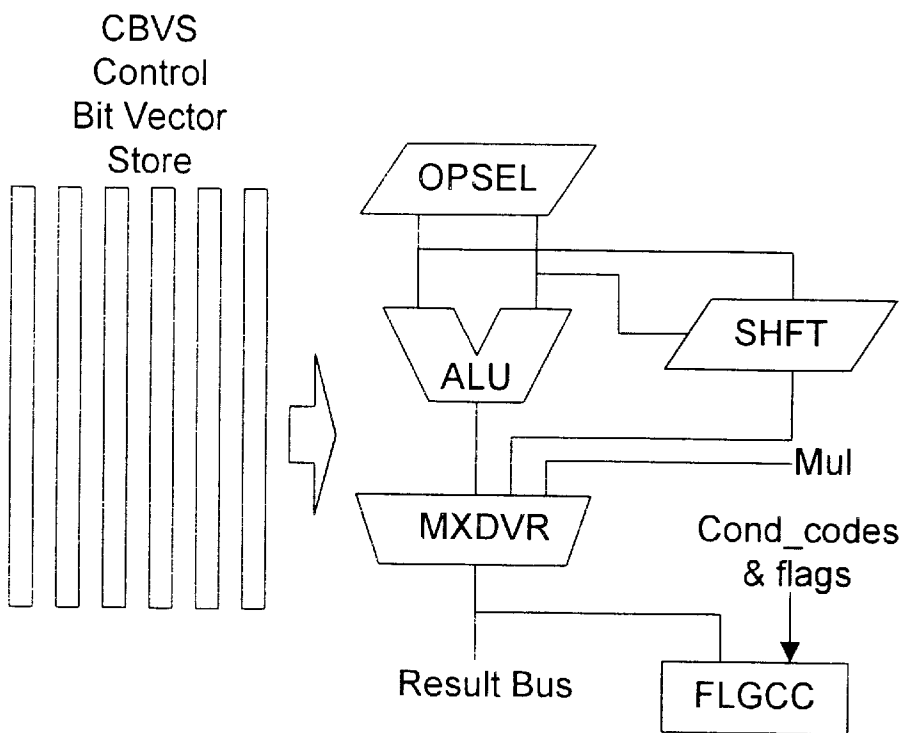 CBVS
Control
Bit Vector
Store
OPSEL
SHFT
ALU
Mul
MXDVR
Cond_codes
& flags
Result Bus
FLGCC